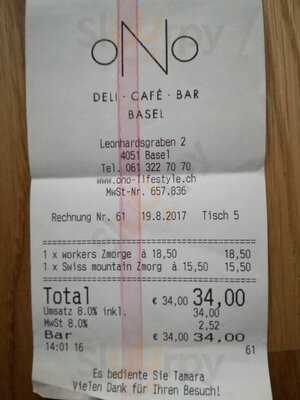 oNo
DELI · CAFÉ · BAR
BASEL
Leonhardsgraben 2
4051 Basel
Tel. 061 322 70 70
www.ono-lifestyle.ch
MwSt-Nr. 657.836
Rechnung Nr. 61 19.8.2017 Tisch 5
1 x workers Zmorge à 18,50 18,50
1 x Swiss mountain Zmorg à 15,50 15,50
Total € 34,00 34,00
Umsatz 8.0% inkl. 34,00
MwSt 8.0% 2,52
Bar € 34,00 34,00
14:01 16 61
Es bediente Sie Tamara
Vielen Dank für Ihren Besuch!